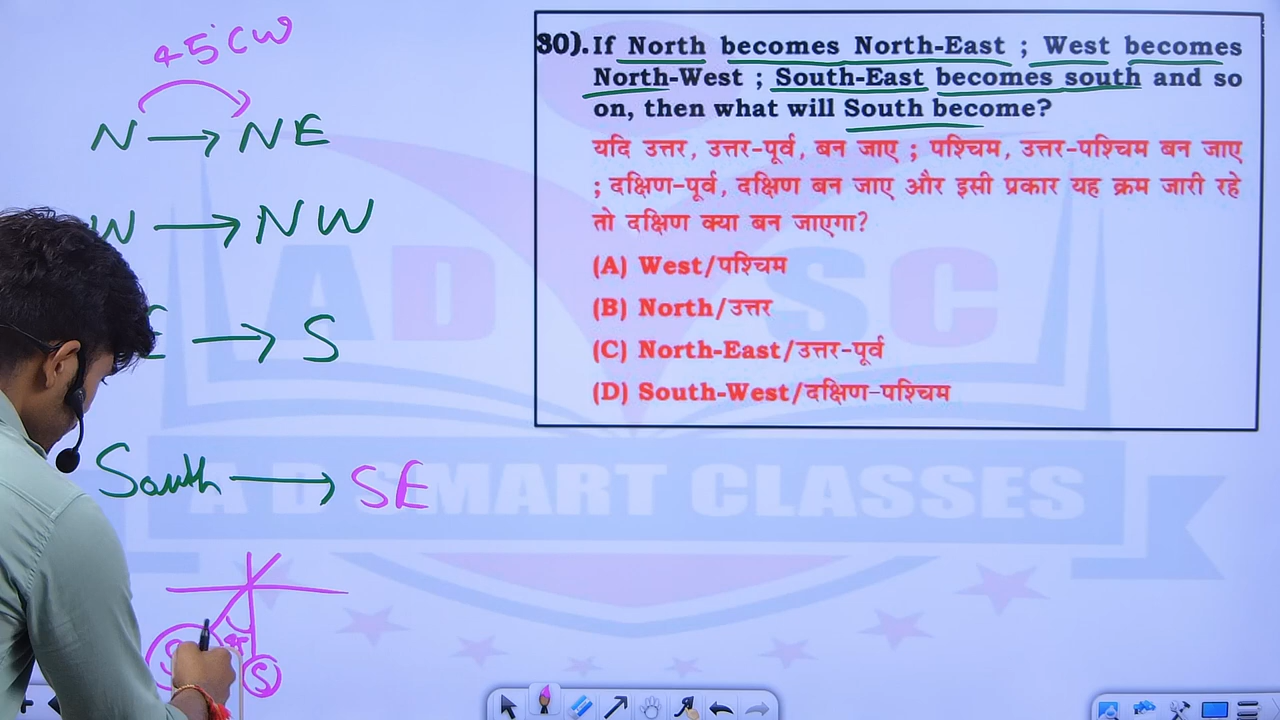 45°CW
N → NE
W → NW
E → S
South → SE
45
S
S
30). If North becomes North-East ; West becomes
North-West ; South-East becomes south and so
on, then what will South become?
यदि उत्तर, उत्तर-पूर्व, बन जाए ; पश्चिम, उत्तर-पश्चिम बन जाए
; दक्षिण-पूर्व, दक्षिण बन जाए और इसी प्रकार यह क्रम जारी रहे
तो दक्षिण क्या बन जाएगा?
(A) West/पश्चिम
(B) North/उत्तर
(C) North-East/उत्तर-पूर्व
(D) South-West/दक्षिण-पश्चिम
AD SC
A D SMART CLASSES